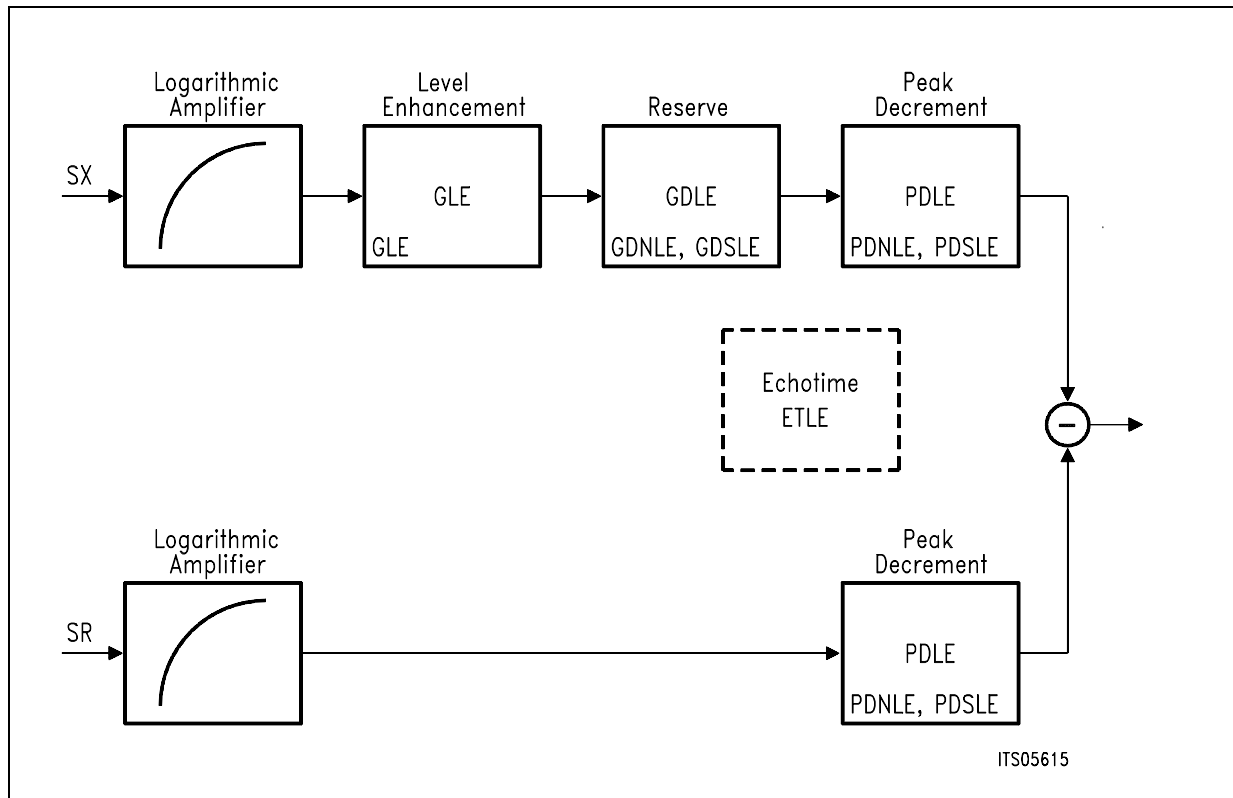 Logarithmic
Amplifier
Level
Enhancement
Reserve
Peak
Decrement
SX
GLE
GLE
GDLE
GDNLE, GDSLE
PDLE
PDNLE, PDSLE
Echotime
ETLE
Logarithmic
Amplifier
Peak
Decrement
SR
PDLE
PDNLE, PDSLE
ITS05615